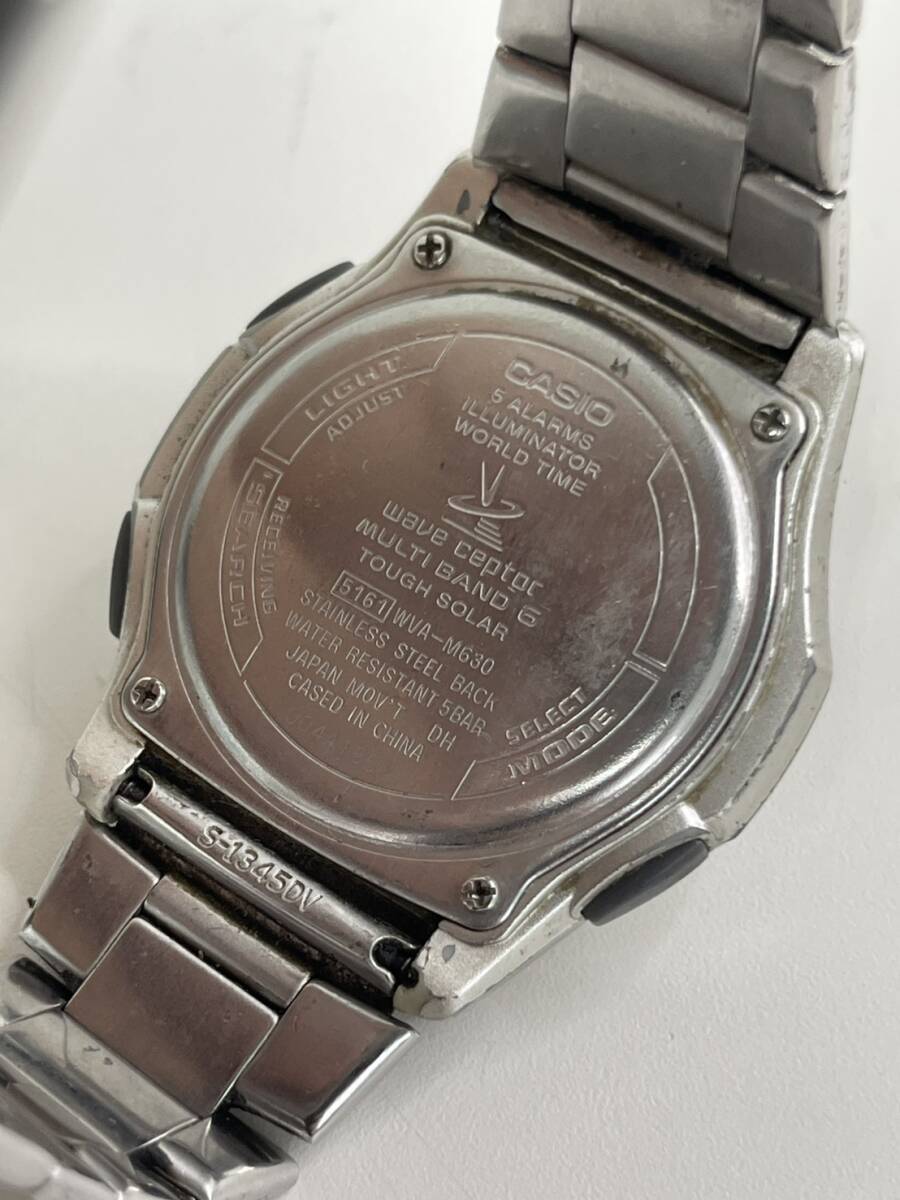 CASIO
5 ALARMS
ILLUMINATOR
WORLD TIME
wave ceptor
MULTI BAND 6
TOUGH SOLAR
5161 WVA-M630
STAINLESS STEEL BACK
WATER RESISTANT 5BAR
JAPAN MOV'T DH
CASED IN CHINA
LIGHT
ADJUST
RECEIVING
SEARCH
SELECT
MODE
S-1345DV